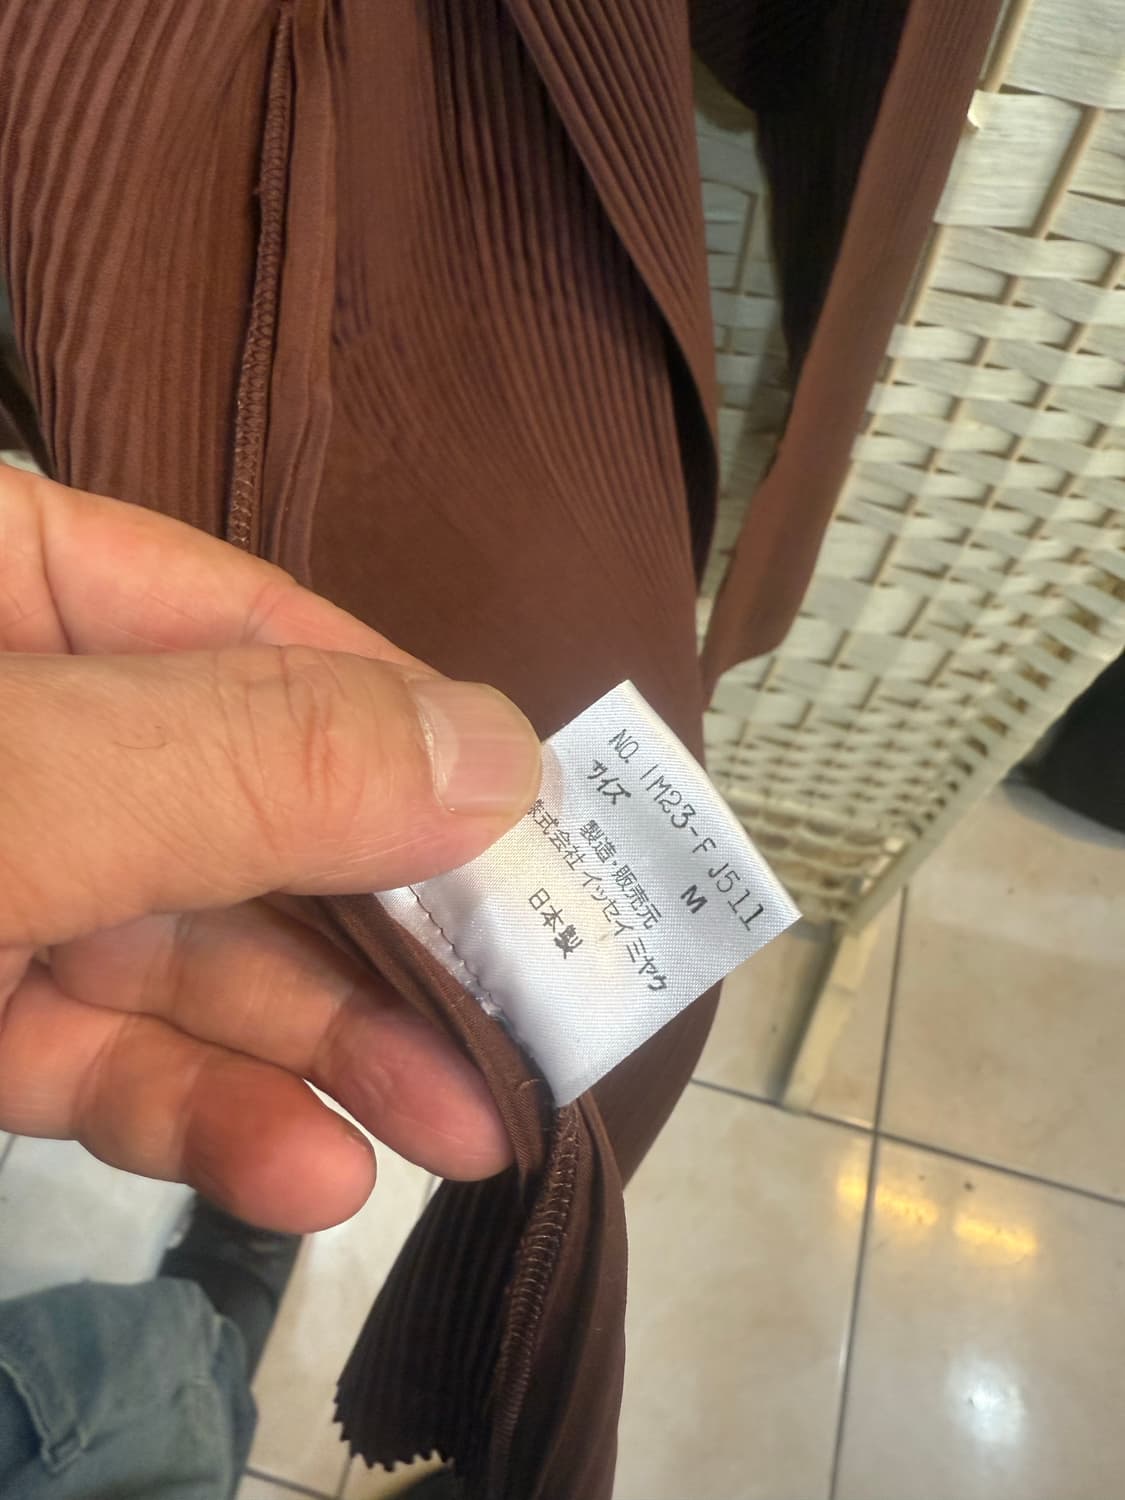 NO. IM23-FJ511
サイズ M
製造・販売元
株式会社 イッセイ ミヤケ
日本製